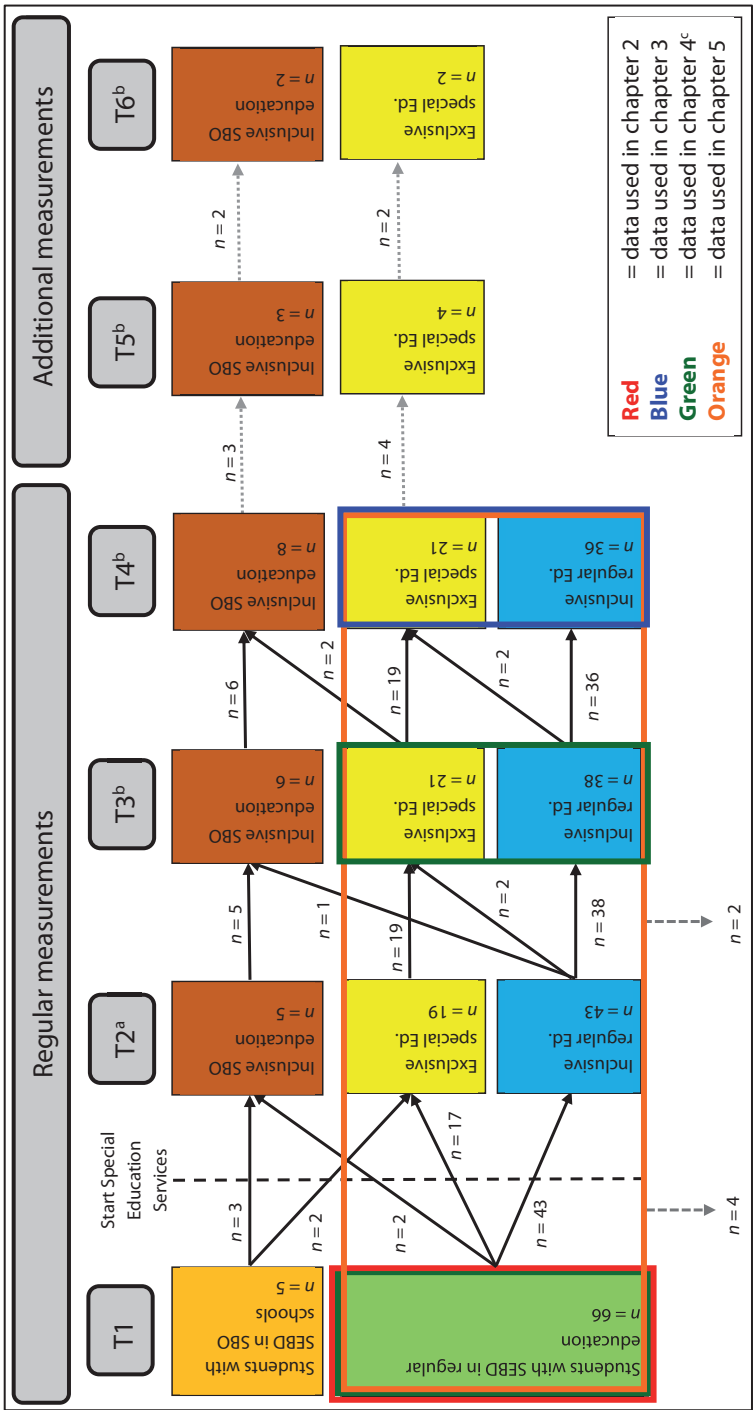 Regular measurements
Additional measurements
T1
T2ᵃ
T3ᵇ
T4ᵇ
T5ᵇ
T6ᵇ
Start Special
Education
Services
Students with
SEBD in SBO
schools
n = 5
Students with SEBD in regular
education
n = 66
n = 3
n = 2
n = 2
n = 17
n = 43
n = 4
Inclusive SBO
education
n = 5
Exclusive
special Ed.
n = 19
Inclusive
regular Ed.
n = 43
n = 5
n = 1
n = 19
n = 2
n = 38
n = 2
Inclusive SBO
education
n = 6
Exclusive
special Ed.
n = 21
Inclusive
regular Ed.
n = 38
n = 6
n = 2
n = 19
n = 2
n = 36
Inclusive SBO
education
n = 8
Exclusive
special Ed.
n = 21
Inclusive
regular Ed.
n = 36
n = 3
n = 4
Inclusive SBO
education
n = 3
Exclusive
special Ed.
n = 4
n = 2
n = 2
Inclusive SBO
education
n = 2
Exclusive
special Ed.
n = 2
Red = data used in chapter 2
Blue = data used in chapter 3
Green = data used in chapter 4ᶜ
Orange = data used in chapter 5